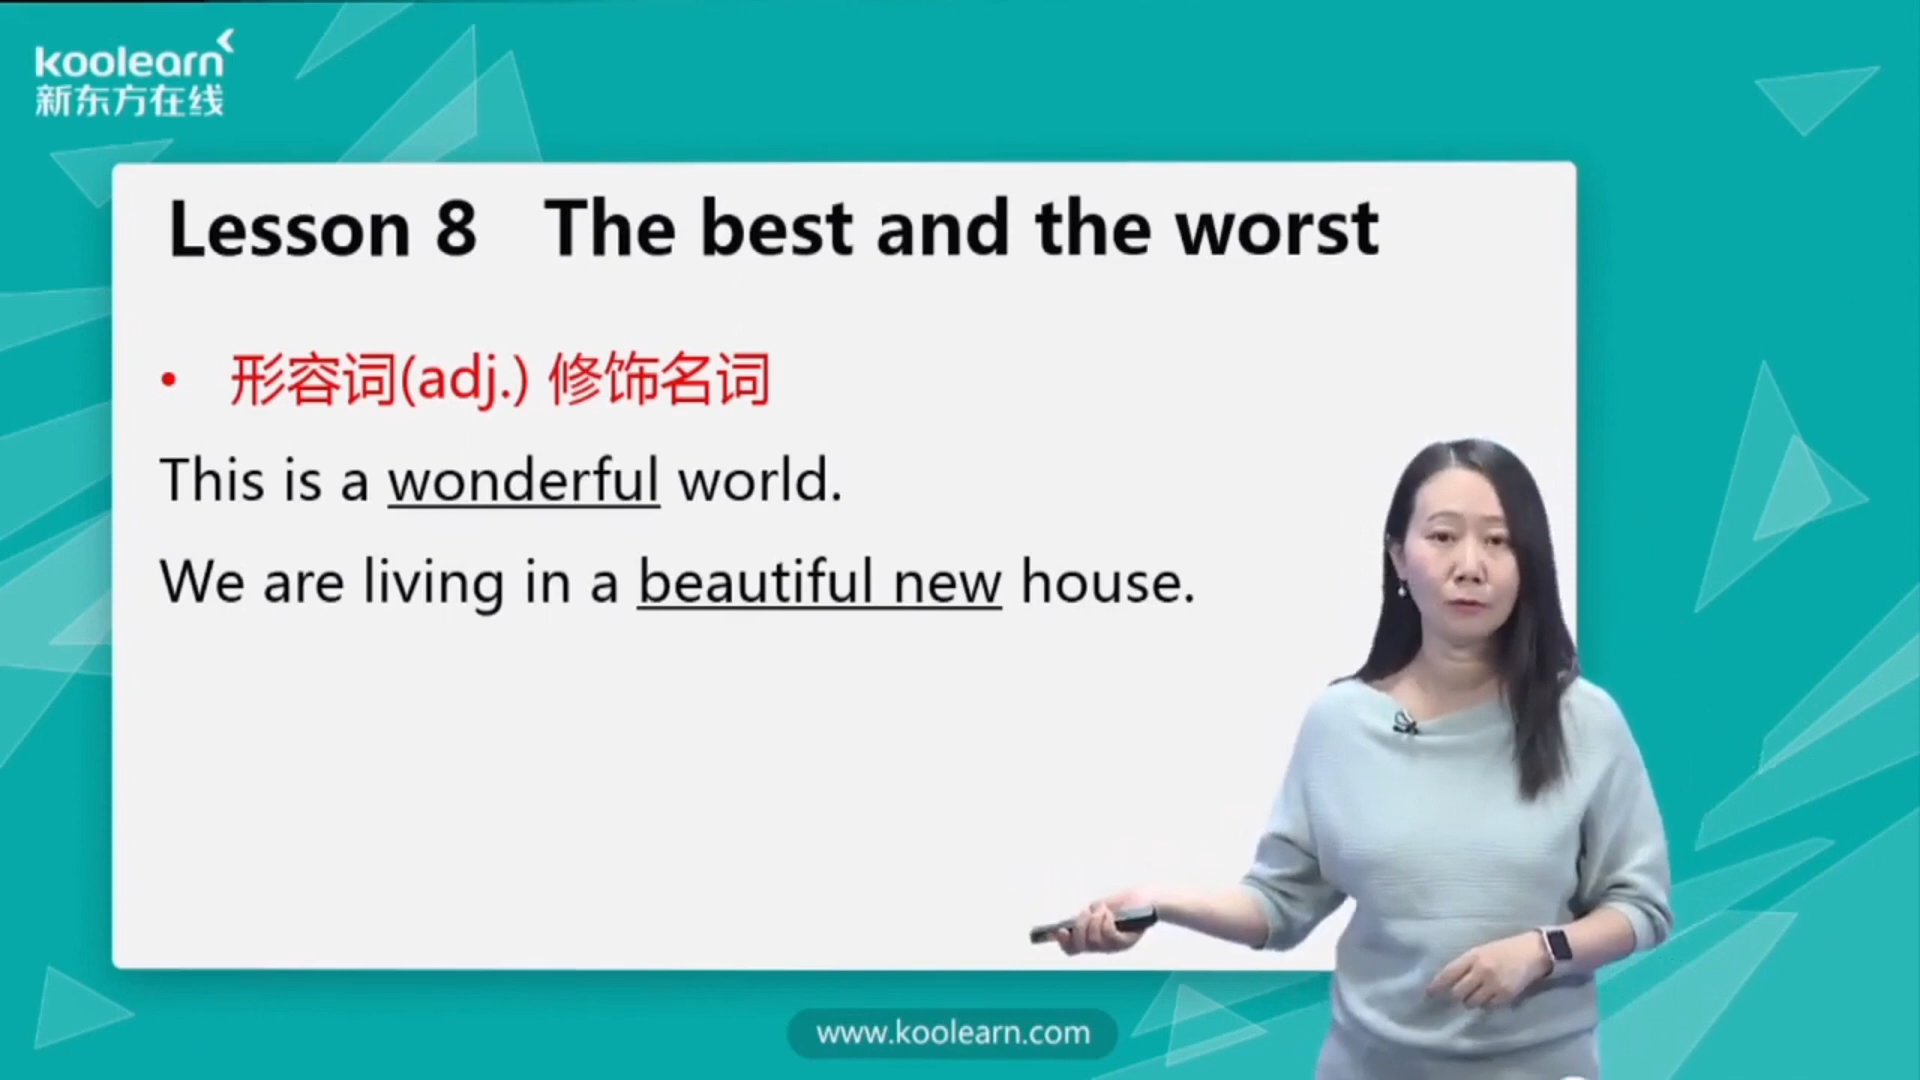 koolearn
新东方在线
Lesson 8 The best and the worst
• 形容词(adj.) 修饰名词
This is a wonderful world.
We are living in a beautiful new house.
www.koolearn.com